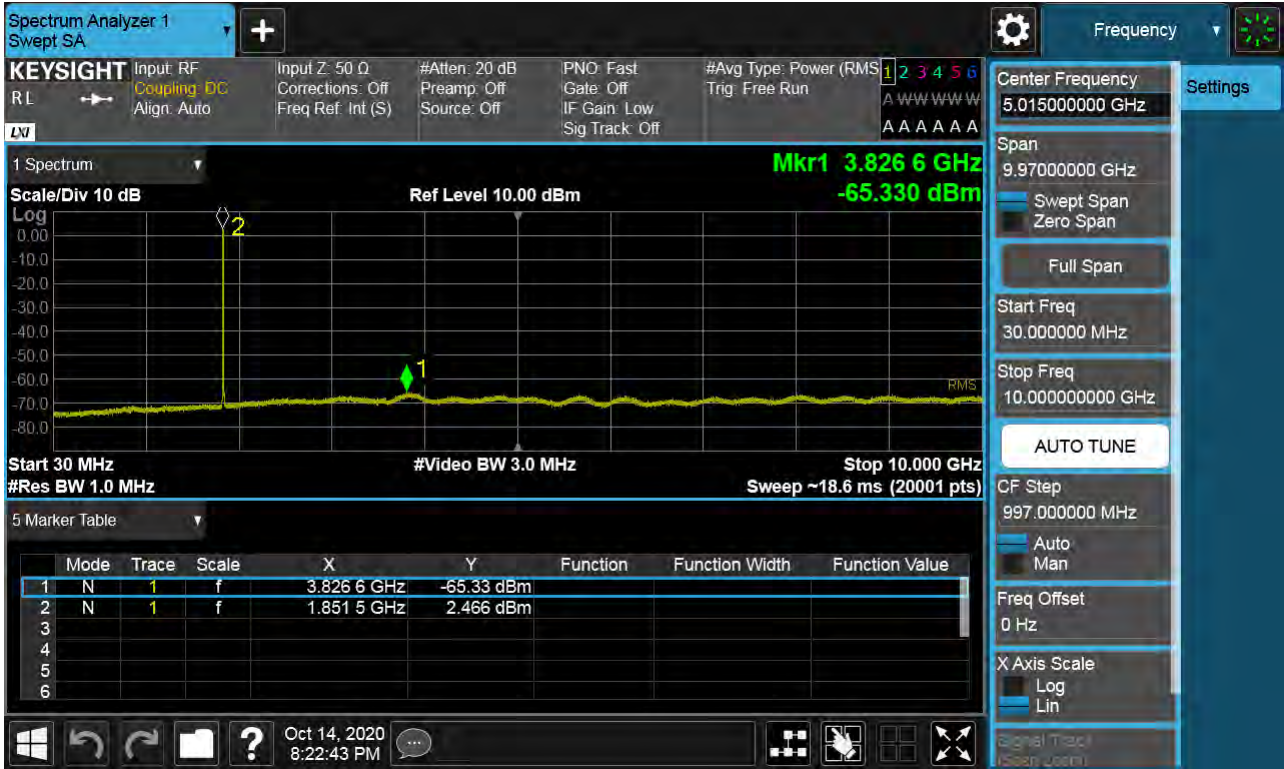 Spectrum Analyzer 1
Swept SA
+
Frequency
KEYSIGHT
RL
LXI
Input: RF
Coupling: DC
Align: Auto
Input Z: 50 Ω
Corrections: Off
Freq Ref: Int (S)
#Atten: 20 dB
Preamp: Off
Source: Off
PNO: Fast
Gate: Off
IF Gain: Low
Sig Track: Off
#Avg Type: Power (RMS
Trig: Free Run
1 2 3 4 5 6
A W W W W W
A A A A A A
1 Spectrum
Mkr1 3.826 6 GHz
-65.330 dBm
Scale/Div 10 dB
Ref Level 10.00 dBm
Log
0.00
-10.0
-20.0
-30.0
-40.0
-50.0
-60.0
-70.0
-80.0
2
1
RMS
Start 30 MHz
#Video BW 3.0 MHz
Stop 10.000 GHz
#Res BW 1.0 MHz
Sweep ~18.6 ms (20001 pts)
5 Marker Table
Mode Trace Scale X Y Function Function Width Function Value
1 N 1 f 3.826 6 GHz -65.33 dBm
2 N 1 f 1.851 5 GHz 2.466 dBm
3
4
5
6
Oct 14, 2020
8:22:43 PM
?
Center Frequency
5.015000000 GHz
Settings
Span
9.97000000 GHz
Swept Span
Zero Span
Full Span
Start Freq
30.000000 MHz
Stop Freq
10.000000000 GHz
AUTO TUNE
CF Step
997.000000 MHz
Auto
Man
Freq Offset
0 Hz
X Axis Scale
Log
Lin
Signal Track
(Span Zoom)